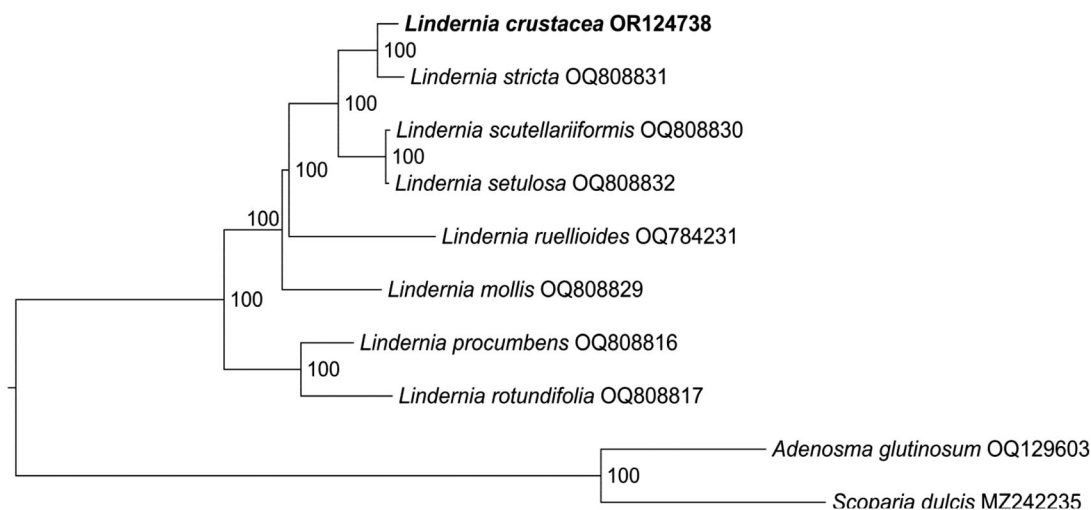 Lindernia crustacea OR124738
100
Lindernia stricta OQ808831
100
Lindernia scutellariiformis OQ808830
100
100
Lindernia setulosa OQ808832
100
Lindernia ruellioides OQ784231
Lindernia mollis OQ808829
100
Lindernia procumbens OQ808816
100
Lindernia rotundifolia OQ808817
Adenosma glutinosum OQ129603
100
Scoparia dulcis MZ242235